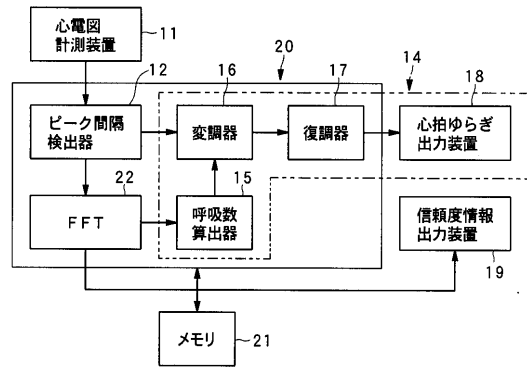 心電図
計測装置
11
20
12
16
17
14
18
ピーク間隔
検出器
変調器
復調器
心拍ゆらぎ
出力装置
22
15
FFT
呼吸数
算出器
信頼度情報
出力装置
19
メモリ
21